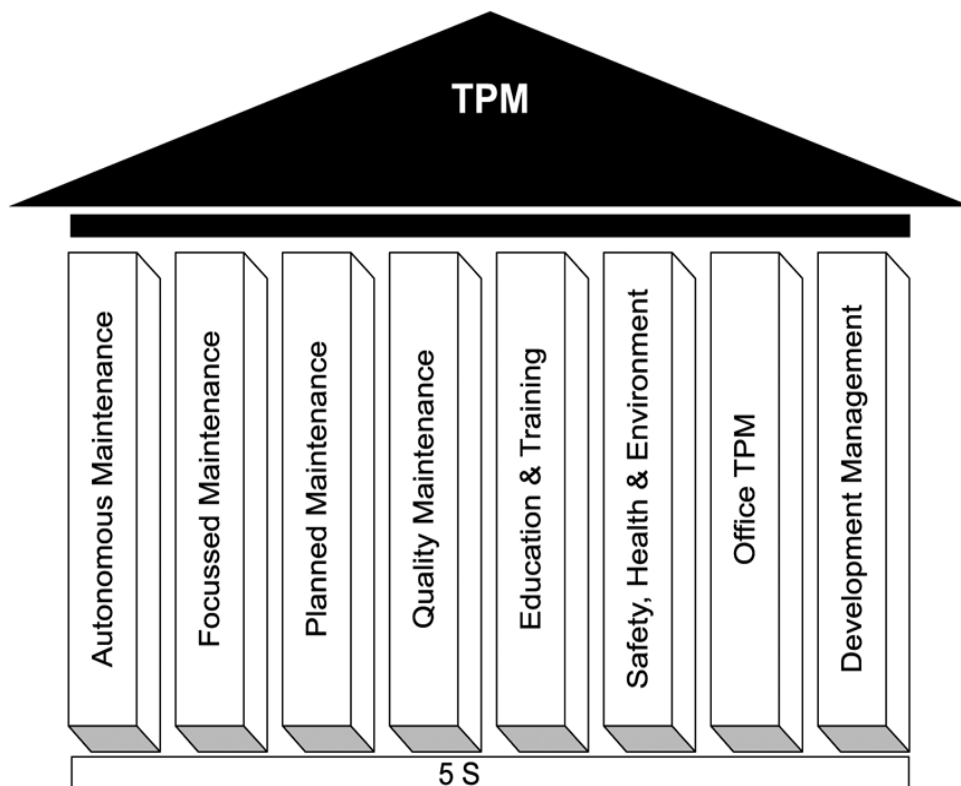 TPM
Autonomous Maintenance
Focussed Maintenance
Planned Maintenance
Quality Maintenance
Education & Training
Safety, Health & Environment
Office TPM
Development Management
5 S